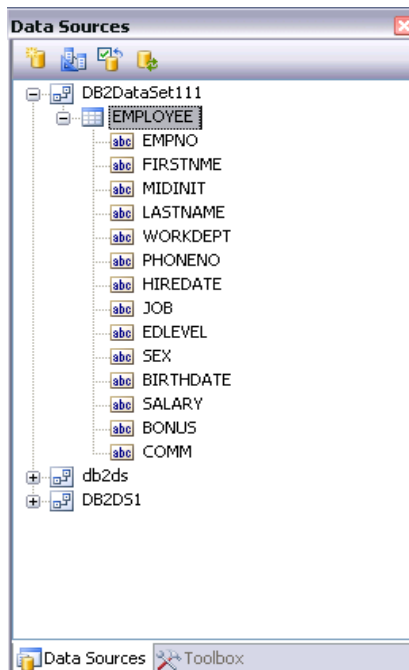 Data Sources
DB2DataSet111
EMPLOYEE
abc EMPNO
abc FIRSTNME
abc MIDINIT
abc LASTNAME
abc WORKDEPT
abc PHONENO
abc HIREDATE
abc JOB
abc EDLEVEL
abc SEX
abc BIRTHDATE
abc SALARY
abc BONUS
abc COMM
db2ds
DB2DS1
Data Sources Toolbox